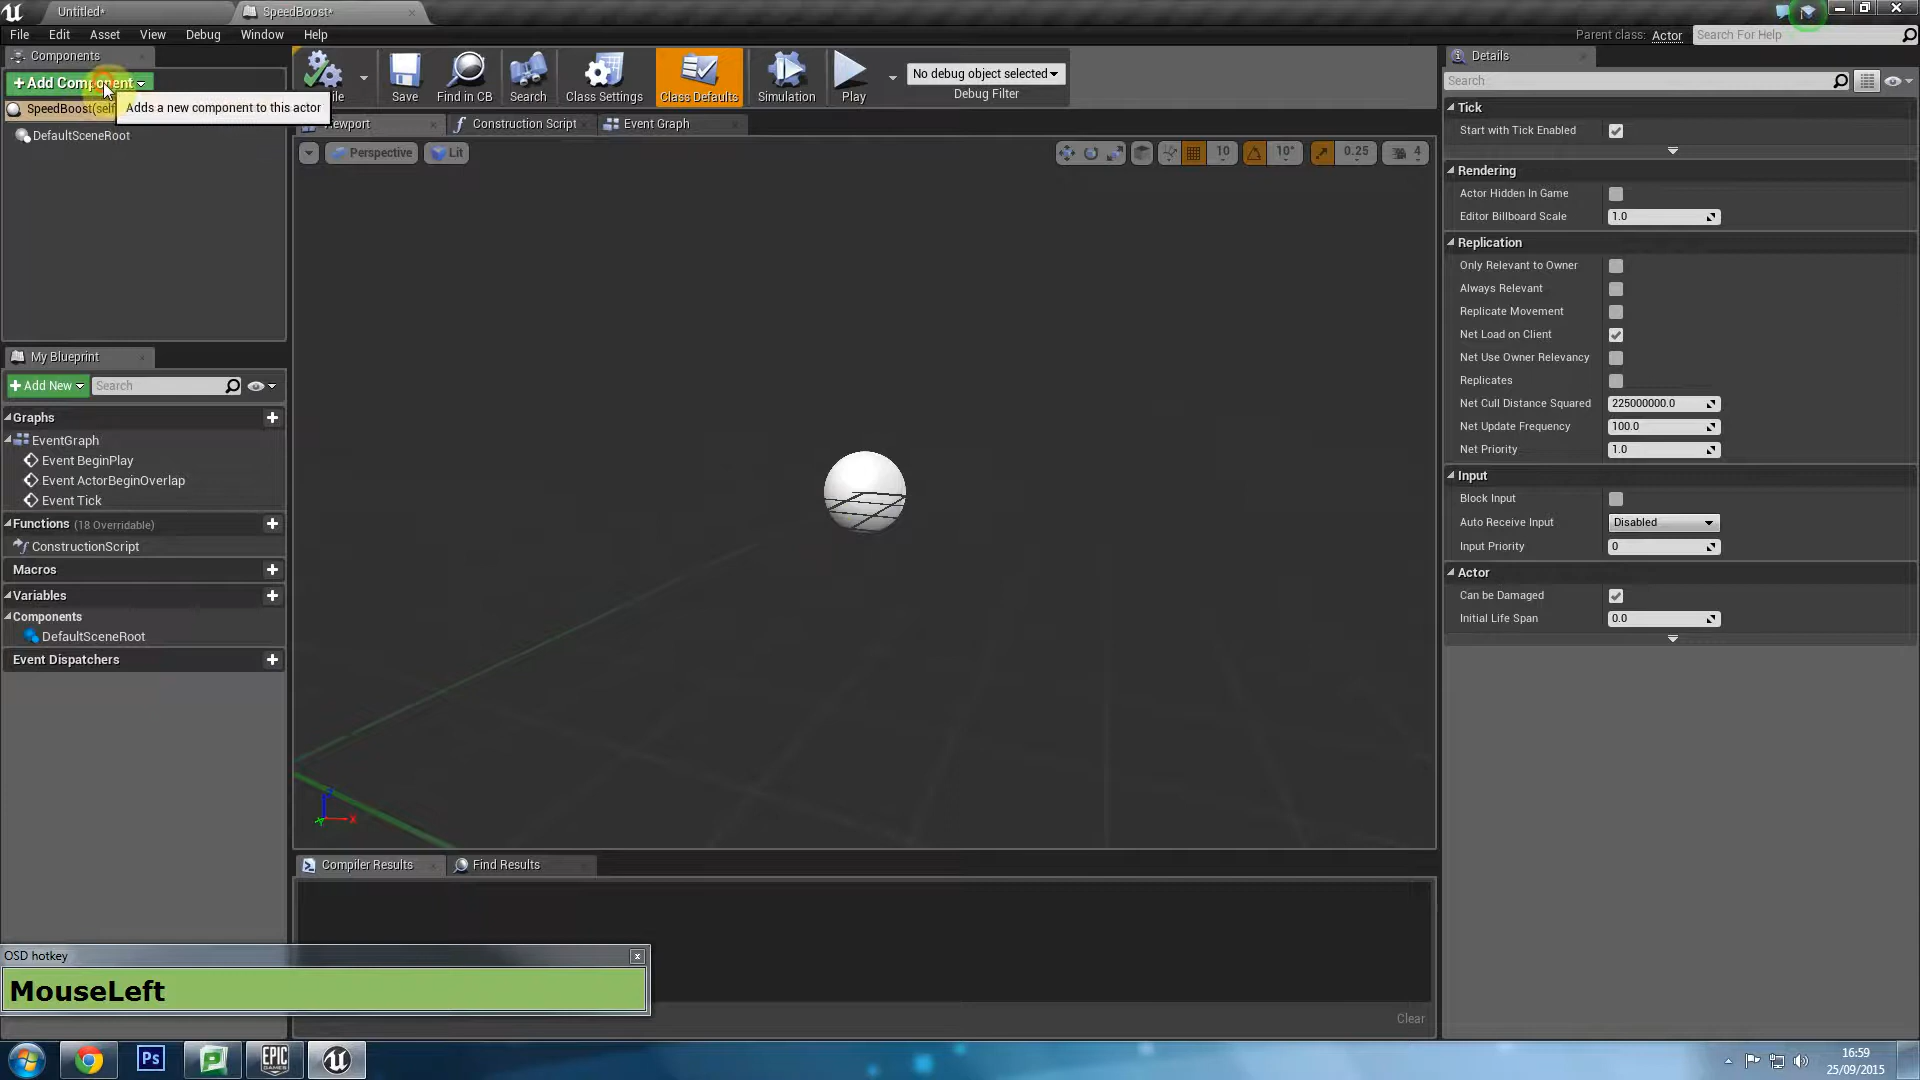 Untitled*
SpeedBoost*
File Edit Asset View Debug Window Help
Parent class: Actor
Search For Help
Components
+Add Component
SpeedBoost(self
Adds a new component to this actor
DefaultSceneRoot
Save
Find in CB
Search
Class Settings
Class Defaults
Simulation
Play
No debug object selected
Debug Filter
Construction Script
Event Graph
Perspective
Lit
10
10°
0.25
4
My Blueprint
+Add New
Search
Graphs
EventGraph
Event BeginPlay
Event ActorBeginOverlap
Event Tick
Functions (18 Overridable)
ConstructionScript
Macros
Variables
Components
DefaultSceneRoot
Event Dispatchers
X
Compiler Results
Find Results
Clear
Details
Search
Tick
Start with Tick Enabled
Rendering
Actor Hidden In Game
Editor Billboard Scale 1.0
Replication
Only Relevant to Owner
Always Relevant
Replicate Movement
Net Load on Client
Net Use Owner Relevancy
Replicates
Net Cull Distance Squared 225000000.0
Net Update Frequency 100.0
Net Priority 1.0
Input
Block Input
Auto Receive Input Disabled
Input Priority 0
Actor
Can be Damaged
Initial Life Span 0.0
OSD hotkey
MouseLeft
Ps
EPIC
GAMES
16:59
25/09/2015